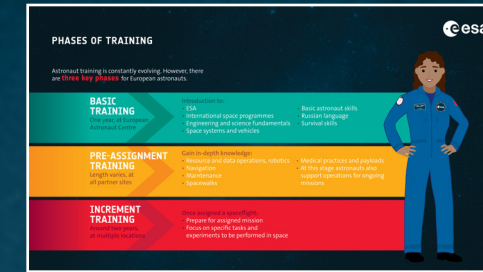 esa
PHASES OF TRAINING
Astronaut training is constantly evolving. However, there
are three key phases for European astronauts.
BASIC
TRAINING
One year, at European
Astronaut Centre
Introduction to:
- ESA
- International space programmes
- Engineering and science fundamentals
- Space systems and vehicles
- Basic astronaut skills
- Russian language
- Survival skills
PRE-ASSIGNMENT
TRAINING
Length varies, at
all partner sites
Gain in-depth knowledge:
- Resource and data operations, robotics
- Navigation
- Maintenance
- Spacewalks
- Medical practices and payloads
- At this stage astronauts also
support operations for ongoing
missions
INCREMENT
TRAINING
Around two years,
at multiple locations
Once assigned a spaceflight:
- Prepare for assigned mission
- Focus on specific tasks and
experiments to be performed in space